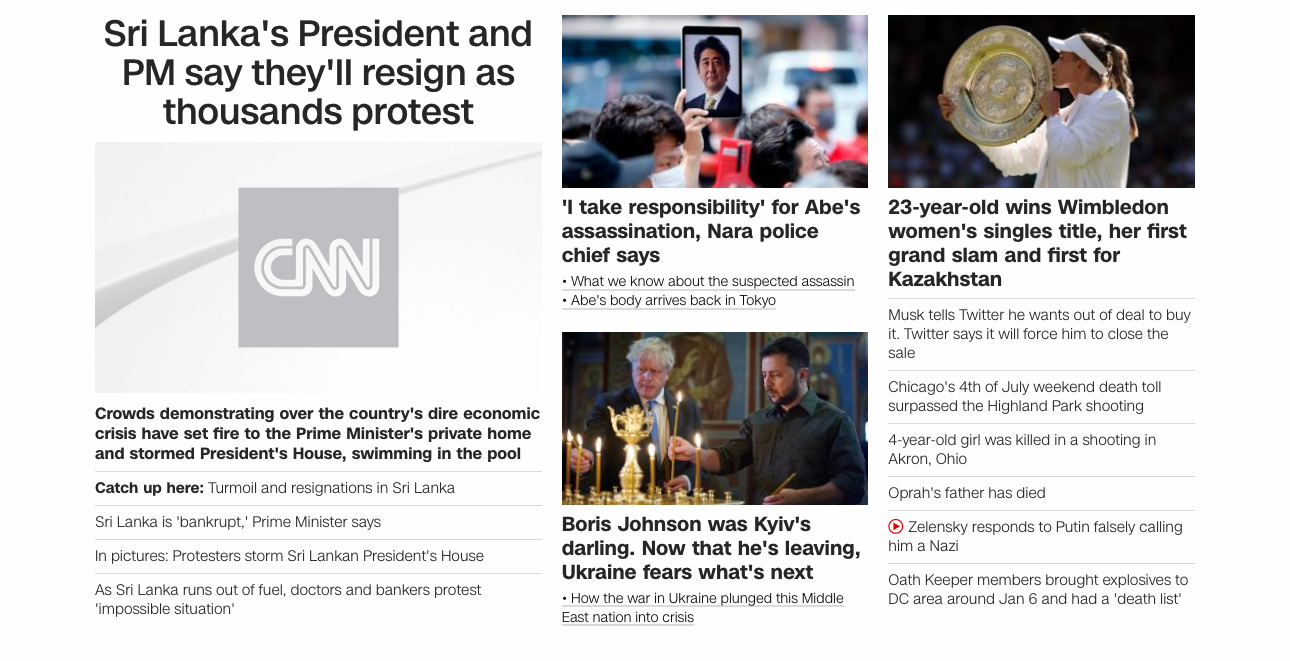 Sri Lanka's President and
PM say they'll resign as
thousands protest
CNN
Crowds demonstrating over the country's dire economic
crisis have set fire to the Prime Minister's private home
and stormed President's House, swimming in the pool
Catch up here: Turmoil and resignations in Sri Lanka
Sri Lanka is 'bankrupt,' Prime Minister says
In pictures: Protesters storm Sri Lankan President's House
As Sri Lanka runs out of fuel, doctors and bankers protest
'impossible situation'
'I take responsibility' for Abe's
assassination, Nara police
chief says
• What we know about the suspected assassin
• Abe's body arrives back in Tokyo
Boris Johnson was Kyiv's
darling. Now that he's leaving,
Ukraine fears what's next
• How the war in Ukraine plunged this Middle
East nation into crisis
23-year-old wins Wimbledon
women's singles title, her first
grand slam and first for
Kazakhstan
Musk tells Twitter he wants out of deal to buy
it. Twitter says it will force him to close the
sale
Chicago's 4th of July weekend death toll
surpassed the Highland Park shooting
4-year-old girl was killed in a shooting in
Akron, Ohio
Oprah's father has died
Zelensky responds to Putin falsely calling
him a Nazi
Oath Keeper members brought explosives to
DC area around Jan 6 and had a 'death list'